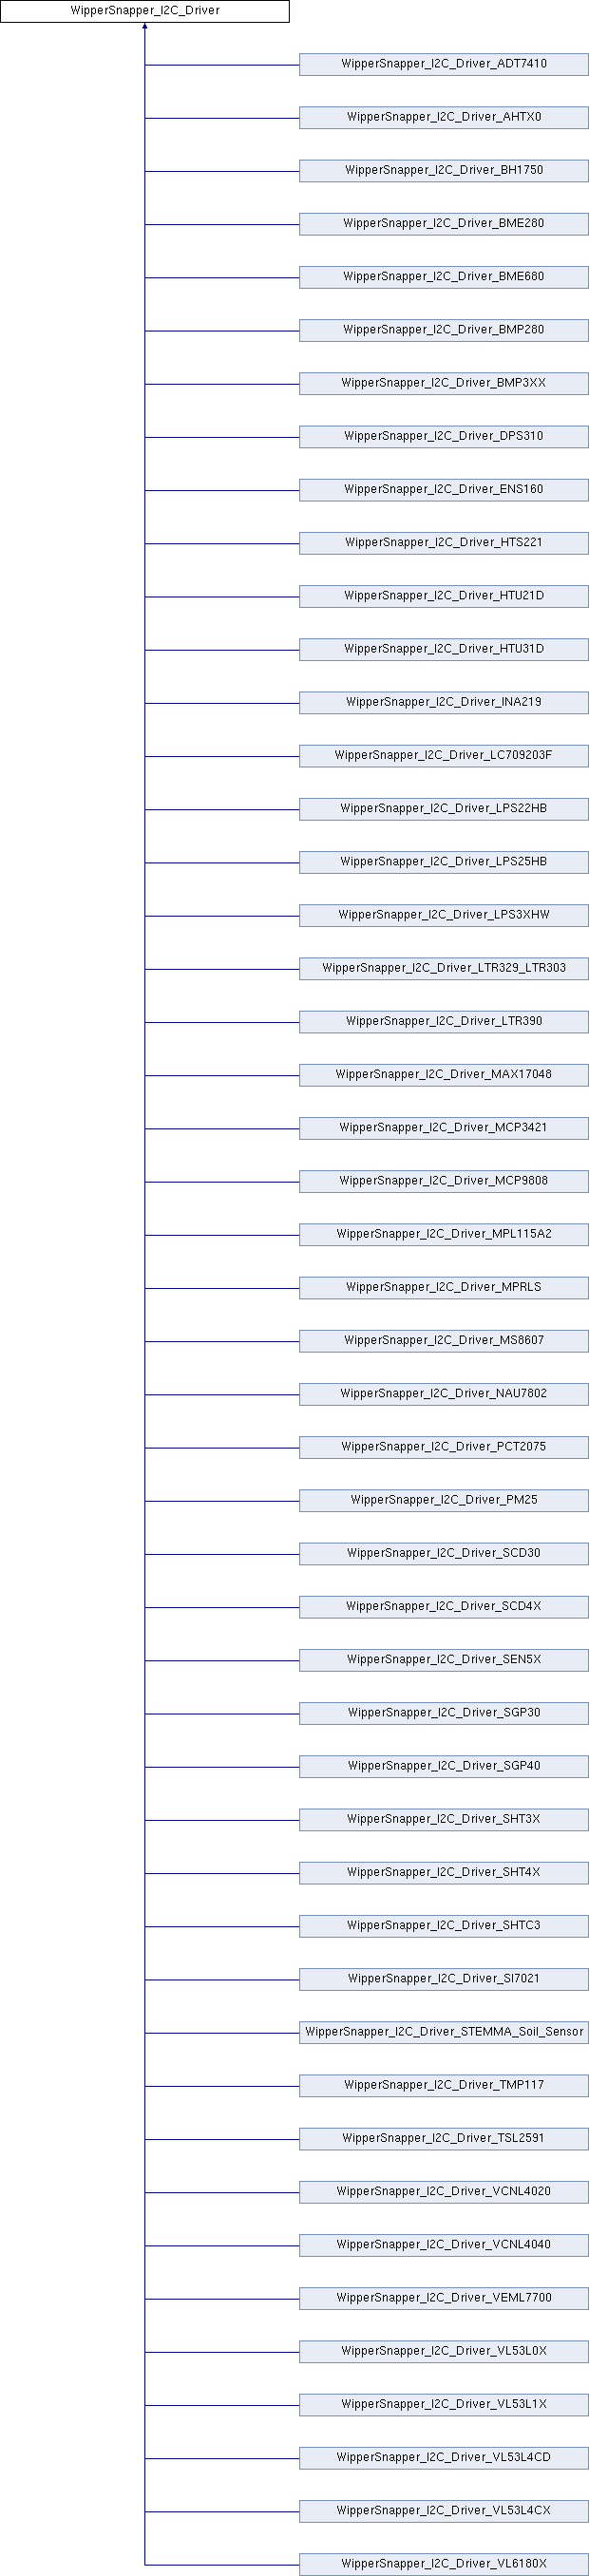 WipperSnapper_I2C_Driver
WipperSnapper_I2C_Driver_ADT7410
WipperSnapper_I2C_Driver_AHTX0
WipperSnapper_I2C_Driver_BH1750
WipperSnapper_I2C_Driver_BME280
WipperSnapper_I2C_Driver_BME680
WipperSnapper_I2C_Driver_BMP280
WipperSnapper_I2C_Driver_BMP3XX
WipperSnapper_I2C_Driver_DPS310
WipperSnapper_I2C_Driver_ENS160
WipperSnapper_I2C_Driver_HTS221
WipperSnapper_I2C_Driver_HTU21D
WipperSnapper_I2C_Driver_HTU31D
WipperSnapper_I2C_Driver_INA219
WipperSnapper_I2C_Driver_LC709203F
WipperSnapper_I2C_Driver_LPS22HB
WipperSnapper_I2C_Driver_LPS25HB
WipperSnapper_I2C_Driver_LPS3XHW
WipperSnapper_I2C_Driver_LTR329_LTR303
WipperSnapper_I2C_Driver_LTR390
WipperSnapper_I2C_Driver_MAX17048
WipperSnapper_I2C_Driver_MCP3421
WipperSnapper_I2C_Driver_MCP9808
WipperSnapper_I2C_Driver_MPL115A2
WipperSnapper_I2C_Driver_MPRLS
WipperSnapper_I2C_Driver_MS8607
WipperSnapper_I2C_Driver_NAU7802
WipperSnapper_I2C_Driver_PCT2075
WipperSnapper_I2C_Driver_PM25
WipperSnapper_I2C_Driver_SCD30
WipperSnapper_I2C_Driver_SCD4X
WipperSnapper_I2C_Driver_SEN5X
WipperSnapper_I2C_Driver_SGP30
WipperSnapper_I2C_Driver_SGP40
WipperSnapper_I2C_Driver_SHT3X
WipperSnapper_I2C_Driver_SHT4X
WipperSnapper_I2C_Driver_SHTC3
WipperSnapper_I2C_Driver_SI7021
WipperSnapper_I2C_Driver_STEMMA_Soil_Sensor
WipperSnapper_I2C_Driver_TMP117
WipperSnapper_I2C_Driver_TSL2591
WipperSnapper_I2C_Driver_VCNL4020
WipperSnapper_I2C_Driver_VCNL4040
WipperSnapper_I2C_Driver_VEML7700
WipperSnapper_I2C_Driver_VL53L0X
WipperSnapper_I2C_Driver_VL53L1X
WipperSnapper_I2C_Driver_VL53L4CD
WipperSnapper_I2C_Driver_VL53L4CX
WipperSnapper_I2C_Driver_VL6180X